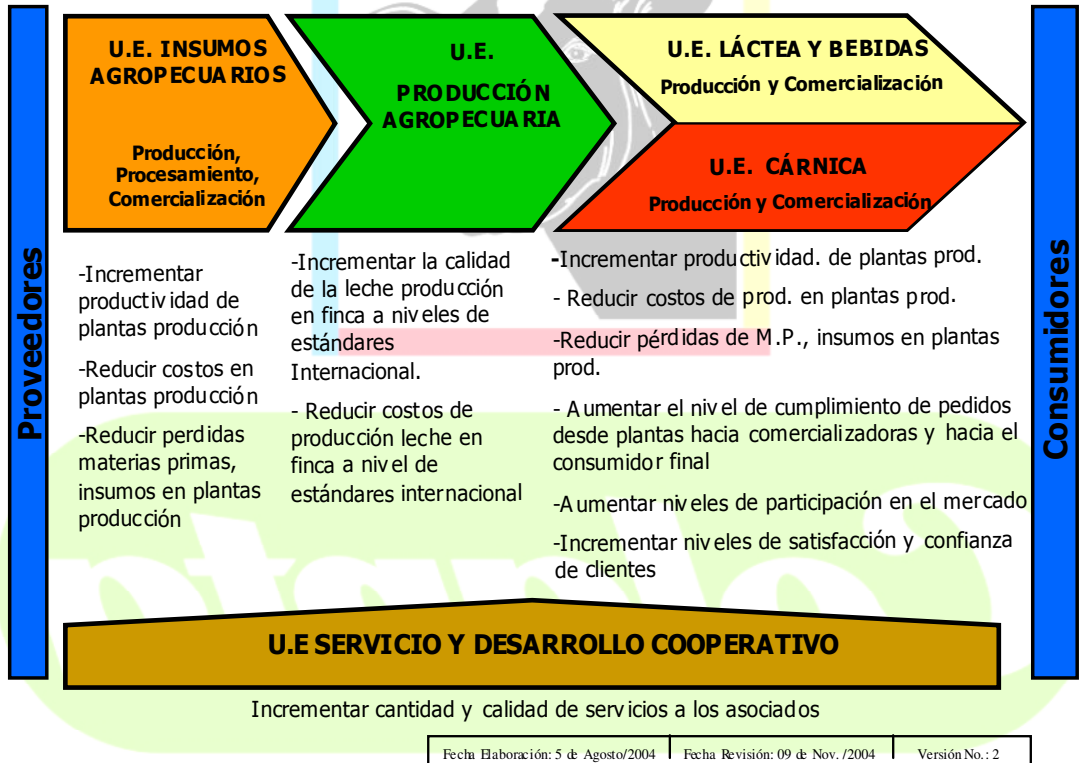 Proveedores
U.E. INSUMOS
AGROPECUARIOS
Producción,
Procesamiento,
Comercialización
U.E.
PRODUCCIÓN
AGROPECUARIA
U.E. LÁCTEA Y BEBIDAS
Producción y Comercialización
U.E. CÁRNICA
Producción y Comercialización
-Incrementar
productividad de
plantas producción
-Reducir costos en
plantas producción
-Reducir perdidas
materias primas,
insumos en plantas
producción
-Incrementar la calidad
de la leche producción
en finca a niveles de
estándares
Internacional.
- Reducir costos de
producción leche en
finca a nivel de
estándares internacional
-Incrementar productividad. de plantas prod.
- Reducir costos de prod. en plantas prod.
-Reducir pérdidas de M.P., insumos en plantas
prod.
- Aumentar el nivel de cumplimiento de pedidos
desde plantas hacia comercializadoras y hacia el
consumidor final
-Aumentar niveles de participación en el mercado
-Incrementar niveles de satisfacción y confianza
de clientes
Consumidores
U.E SERVICIO Y DESARROLLO COOPERATIVO
Incrementar cantidad y calidad de servicios a los asociados
Fecha Elaboración: 5 de Agosto/2004 Fecha Revisión: 09 de Nov. /2004 Versión No.: 2